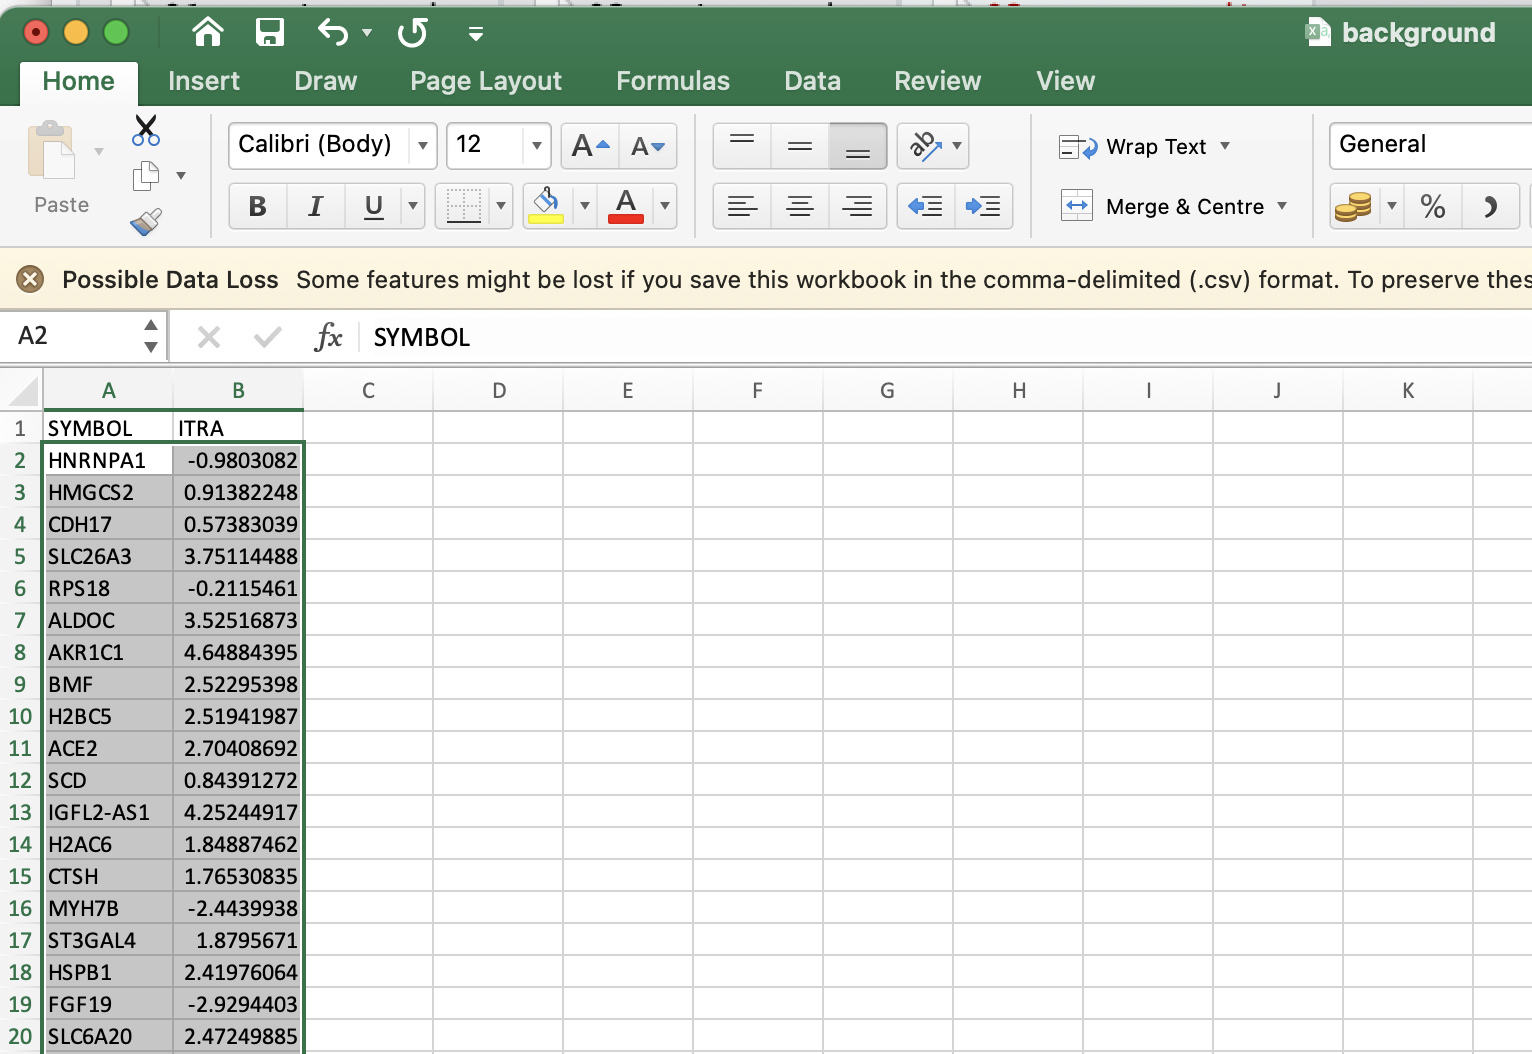 background
Home Insert Draw Page Layout Formulas Data Review View
Calibri (Body) 12 A A ab Wrap Text General
Paste B I U A Merge & Centre %
Possible Data Loss Some features might be lost if you save this workbook in the comma-delimited (.csv) format. To preserve
A2 fx SYMBOL
A B C D E F G H I J K
1 SYMBOL ITRA
2 HNRNPA1 -0.9803082
3 HMGCS2 0.91382248
4 CDH17 0.57383039
5 SLC26A3 3.75114488
6 RPS18 -0.2115461
7 ALDOC 3.52516873
8 AKR1C1 4.64884395
9 BMF 2.52295398
10 H2BC5 2.51941987
11 ACE2 2.70408692
12 SCD 0.84391272
13 IGFL2-AS1 4.25244917
14 H2AC6 1.84887462
15 CTSH 1.76530835
16 MYH7B -2.4439938
17 ST3GAL4 1.8795671
18 HSPB1 2.41976064
19 FGF19 -2.9294403
20 SLC6A20 2.47249885